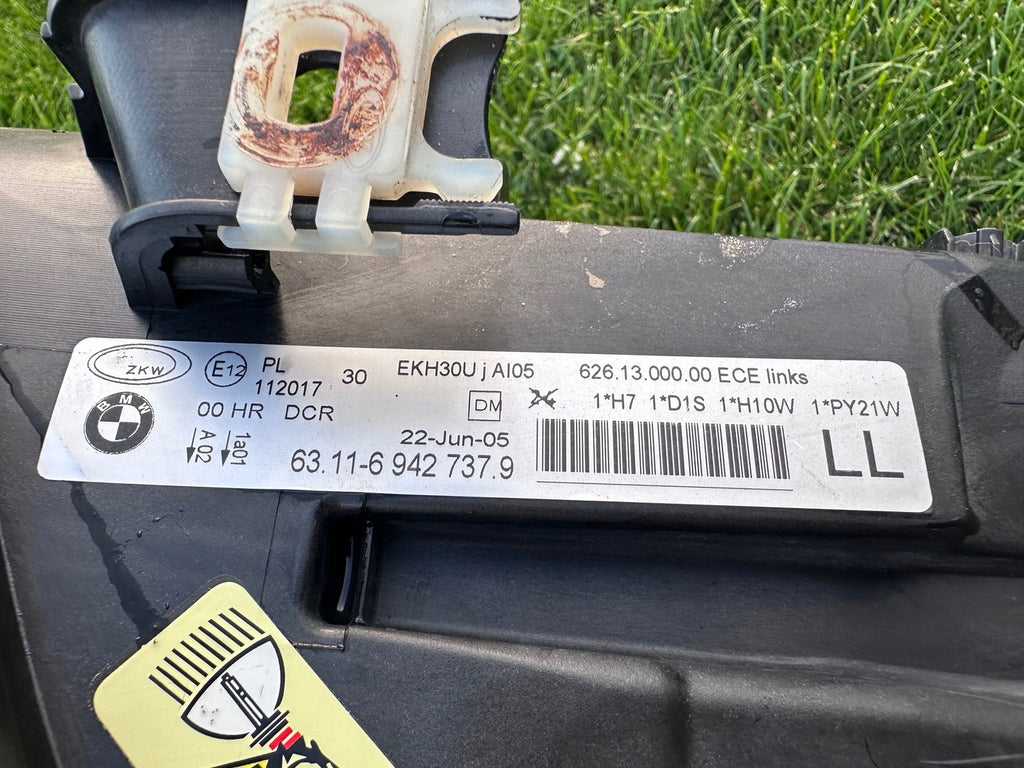 ZKW E12 PL 30 EKH30U j AI05 626.13.000.00 ECE links
112017
00 HR DCR DM 1*H7 1*D1S 1*H10W 1*PY21W
BMW
A 02 1a01 22-Jun-05 LL
63.11-6 942 737.9